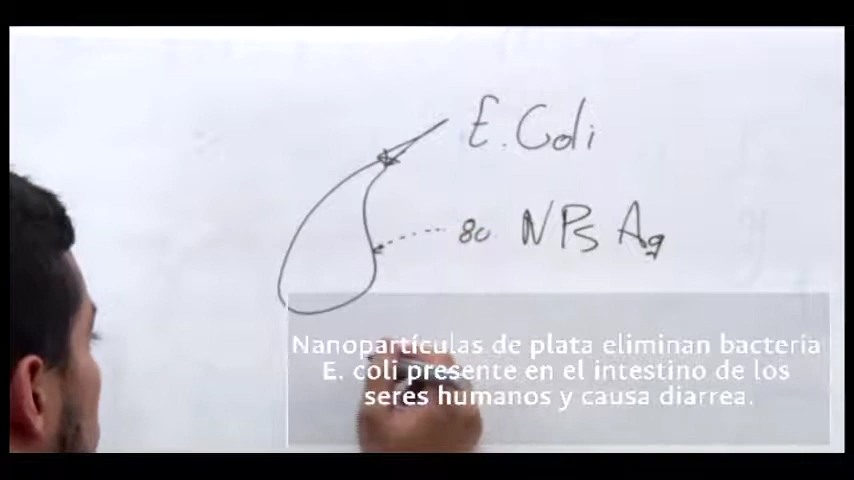 E. Coli
80 NPs Ag
Nanopartículas de plata eliminan bacteria
E. coli presente en el intestino de los
seres humanos y causa diarrea.